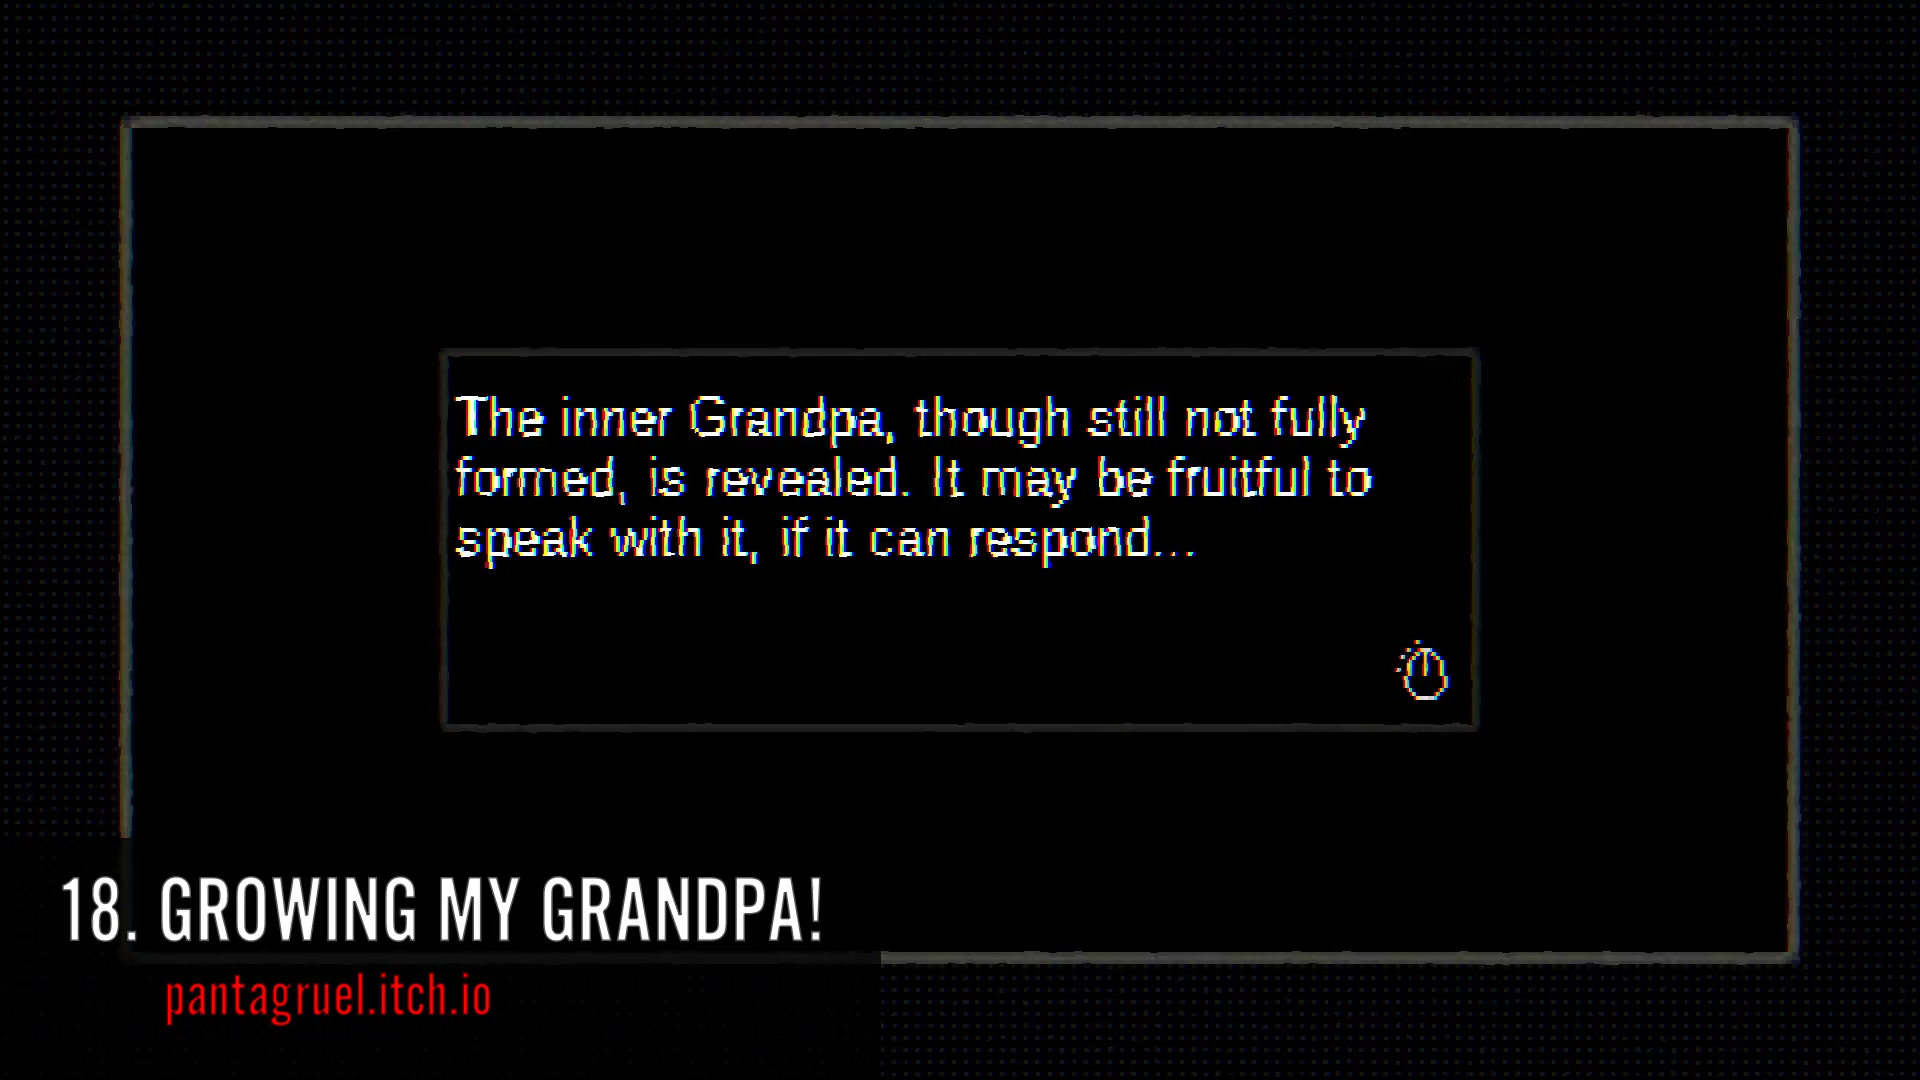 The inner Grandpa, though still not fully
formed, is revealed. It may be fruitful to
speak with it, if it can respond...
18. GROWING MY GRANDPA!
pantagruel.itch.io